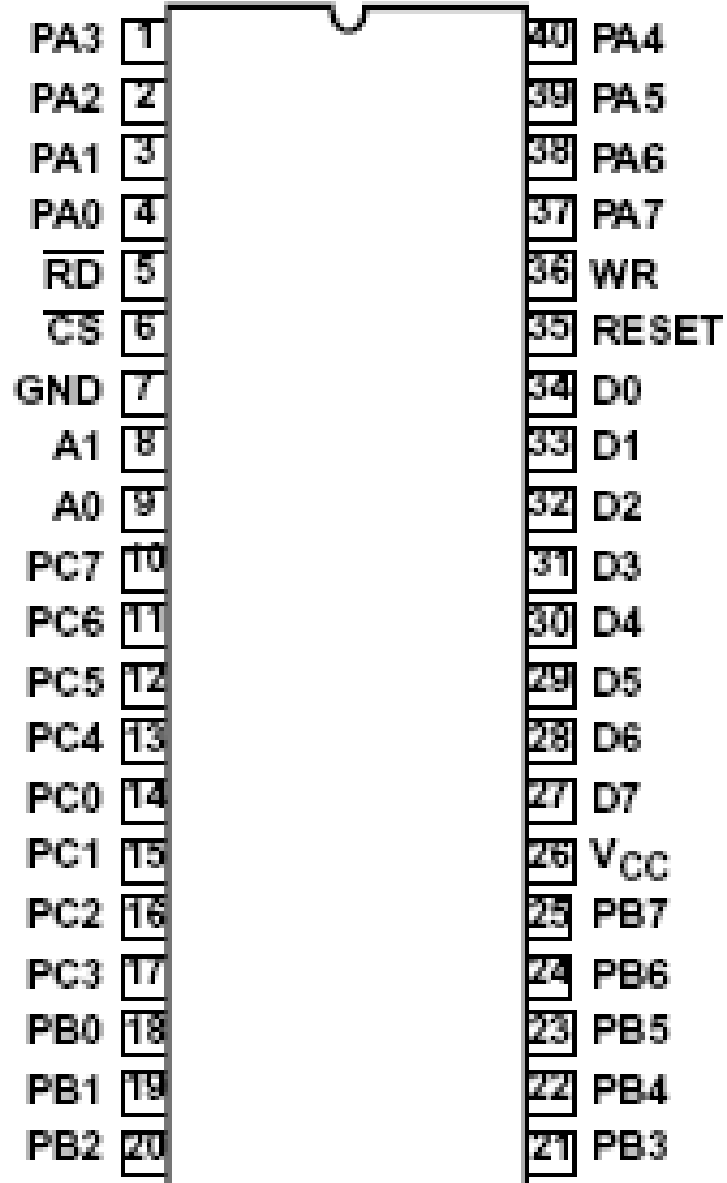 PA3 1 40 PA4
PA2 2 39 PA5
PA1 3 38 PA6
PA0 4 37 PA7
R̅D̅ 5 36 WR
C̅S̅ 6 35 RESET
GND 7 34 D0
A1 8 33 D1
A0 9 32 D2
PC7 10 31 D3
PC6 11 30 D4
PC5 12 29 D5
PC4 13 28 D6
PC0 14 27 D7
PC1 15 26 VCC
PC2 16 25 PB7
PC3 17 24 PB6
PB0 18 23 PB5
PB1 19 22 PB4
PB2 20 21 PB3